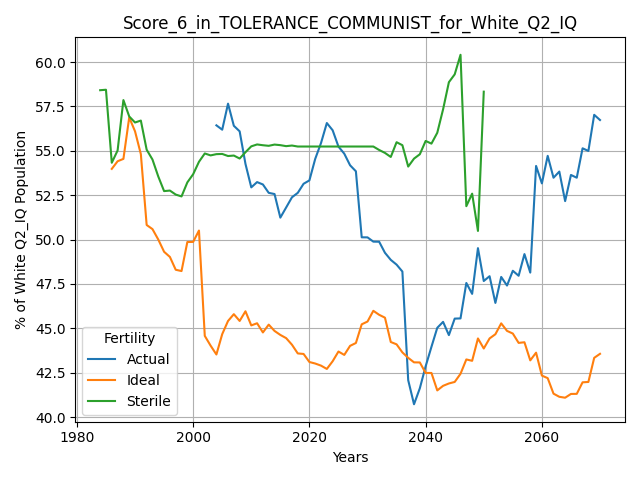 Score_6_in_TOLERANCE_COMMUNIST_for_White_Q2_IQ
% of White Q2_IQ Population
60.0
57.5
55.0
52.5
50.0
47.5
45.0
42.5
40.0
Fertility
Actual
Ideal
Sterile
1980
2000
2020
2040
2060
Years